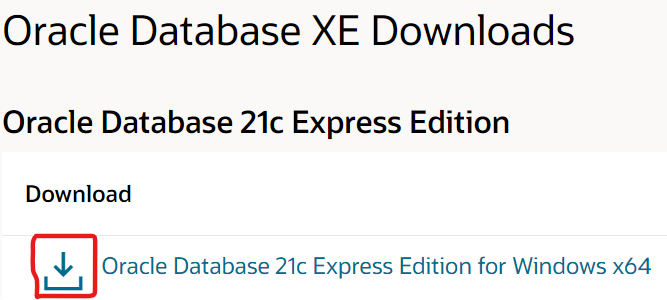 Oracle Database XE Downloads
Oracle Database 21c Express Edition
Download
Oracle Database 21c Express Edition for Windows x64